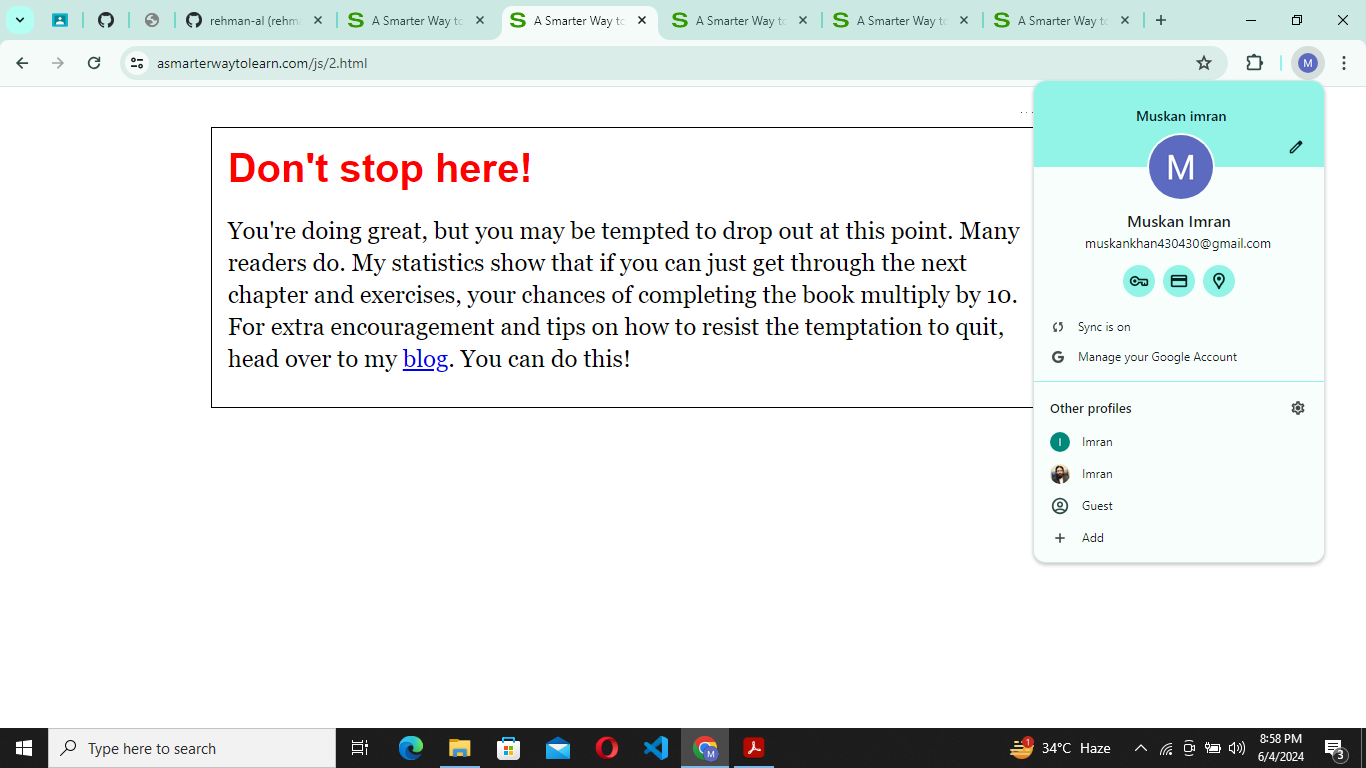 rehman-al (rehm
A Smarter Way to
A Smarter Way to
A Smarter Way to
A Smarter Way to
A Smarter Way to
asmarterwaytolearn.com/js/2.html
M
Don't stop here!
You're doing great, but you may be tempted to drop out at this point. Many
readers do. My statistics show that if you can just get through the next
chapter and exercises, your chances of completing the book multiply by 10.
For extra encouragement and tips on how to resist the temptation to quit,
head over to my blog. You can do this!
Muskan imran
M
Muskan Imran
muskankhan430430@gmail.com
Sync is on
G Manage your Google Account
Other profiles
I Imran
Imran
Guest
+ Add
Type here to search
M
1
34°C Haze
8:58 PM
6/4/2024
3